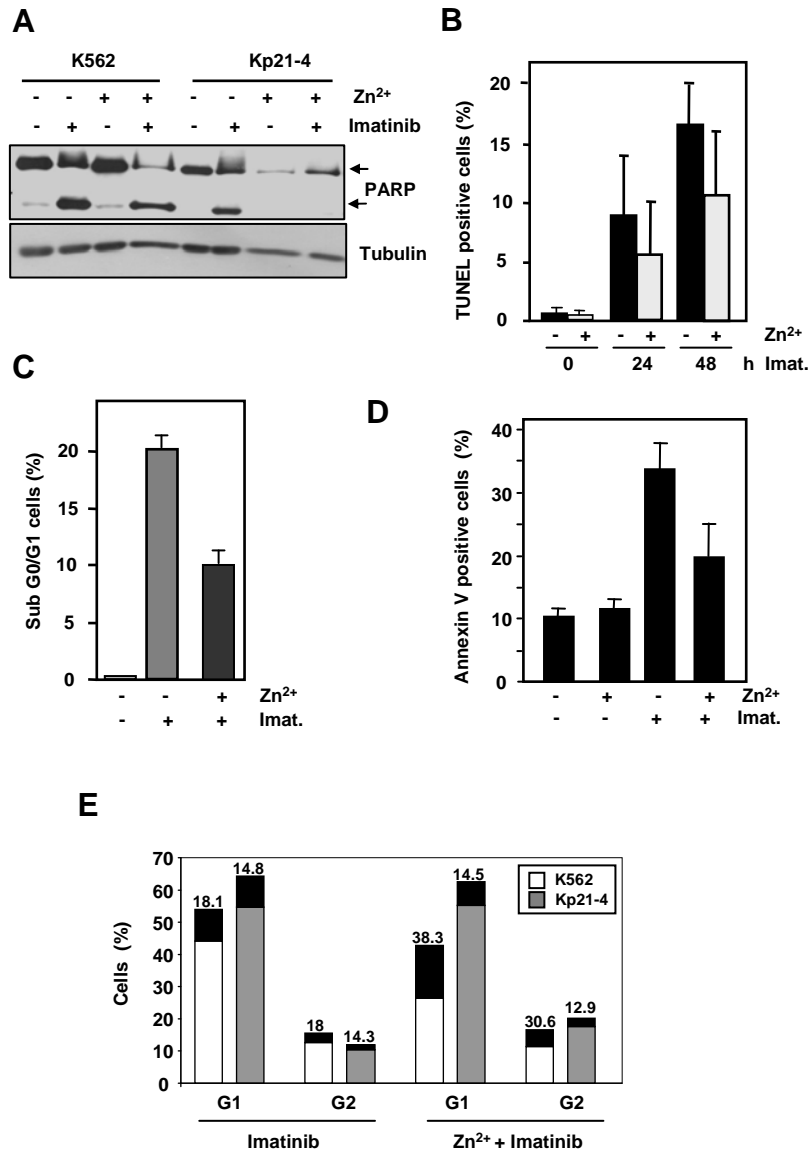 A
K562 Kp21-4
- - + + - - + + Zn2+
- + - + - + - + Imatinib
PARP
Tubulin
B
TUNEL positive cells (%)
20
15
10
5
0
- + - + - + Zn2+
0 24 48 h Imat.
C
Sub G0/G1 cells (%)
20
15
10
5
0
- - + Zn2+
- + + Imat.
D
Annexin V positive cells (%)
40
30
20
10
0
- + - + Zn2+
- - + + Imat.
E
Cells (%)
70
60
50
40
30
20
10
0
18.1 14.8 18 14.3 38.3 14.5 30.6 12.9
K562
Kp21-4
G1 G2 G1 G2
Imatinib Zn2+ + Imatinib